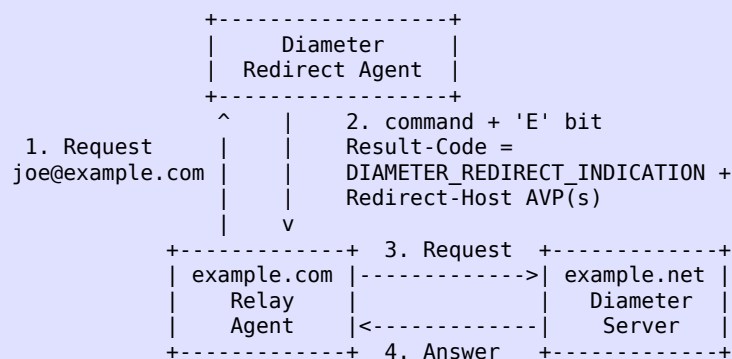 Diameter
Redirect Agent
2. command + 'E' bit
1. Request Result-Code =
joe@example.com DIAMETER_REDIRECT_INDICATION +
Redirect-Host AVP(s)
3. Request
example.com example.net
Relay Diameter
Agent Server
4. Answer